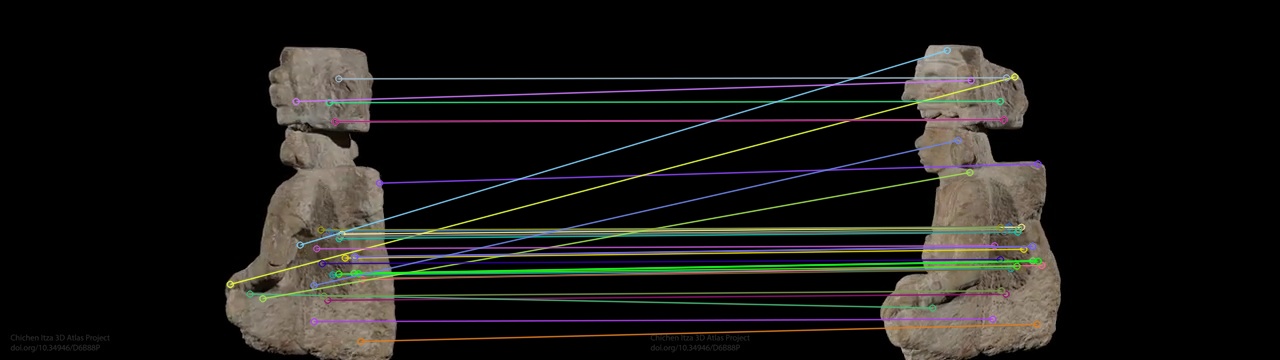 Chichen Itza 3D Atlas Project
doi.org/10.34946/D6B88P
Chichen Itza 3D Atlas Project
doi.org/10.34946/D6B88P